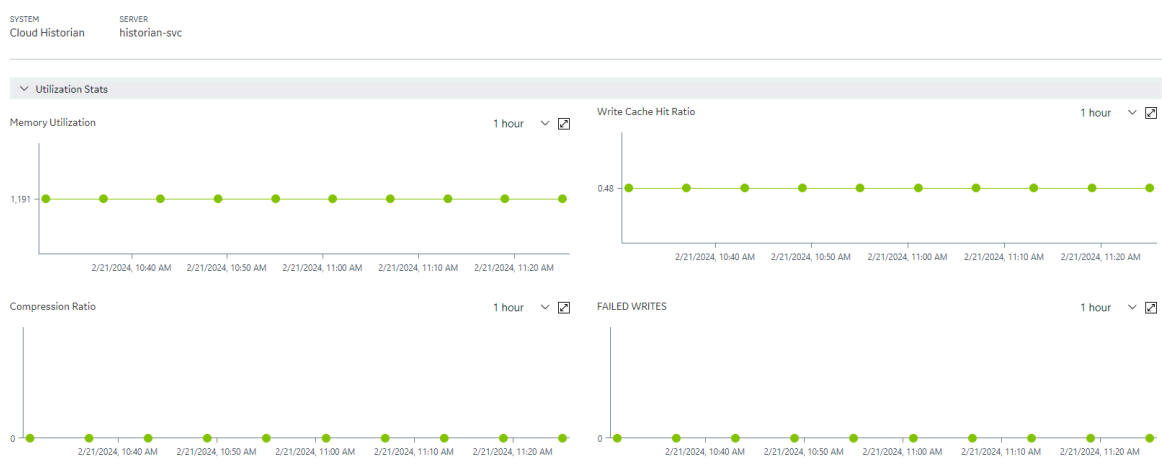 SYSTEM SERVER
Cloud Historian historian-svc
Utilization Stats
Memory Utilization 1 hour
1,191
2/21/2024, 10:40 AM 2/21/2024, 10:50 AM 2/21/2024, 11:00 AM 2/21/2024, 11:10 AM 2/21/2024, 11:20 AM
Write Cache Hit Ratio 1 hour
0.48
2/21/2024, 10:40 AM 2/21/2024, 10:50 AM 2/21/2024, 11:00 AM 2/21/2024, 11:10 AM 2/21/2024, 11:20 AM
Compression Ratio 1 hour
0
2/21/2024, 10:40 AM 2/21/2024, 10:50 AM 2/21/2024, 11:00 AM 2/21/2024, 11:10 AM 2/21/2024, 11:20 AM
FAILED WRITES 1 hour
0
2/21/2024, 10:40 AM 2/21/2024, 10:50 AM 2/21/2024, 11:00 AM 2/21/2024, 11:10 AM 2/21/2024, 11:20 AM